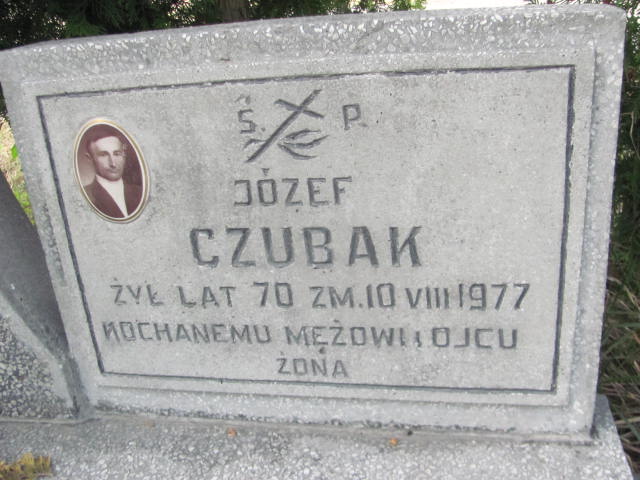 Ś. P.
JÓZEF
CZUBAK
ŻYŁ LAT 70 ZM. 10 VIII 1977
KOCHANEMU MĘŻOWI I OJCU
ŻONA